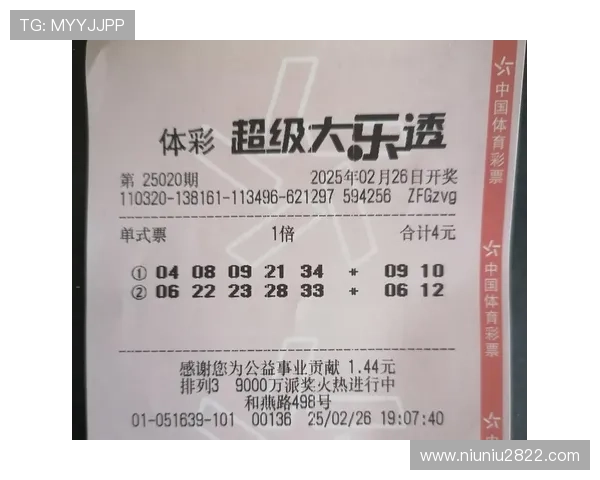 TG: MYYJJPP
体彩 超级大乐透
第 25020期 2025年02月26日开奖
110320-138161-113496-621297 594256 ZFGzvg
单式票 1倍 合计4元
① 04 08 09 21 34 + 09 10
② 06 22 23 28 33 + 06 12
感谢您为公益事业贡献 1.44元
排列3 9000万派奖火热进行中
和燕路498号
01-051639-101 00136 25/02/26 19:07:40
中国体育彩票
中国体育彩票
中国体育彩票
www.niuniu2822.com